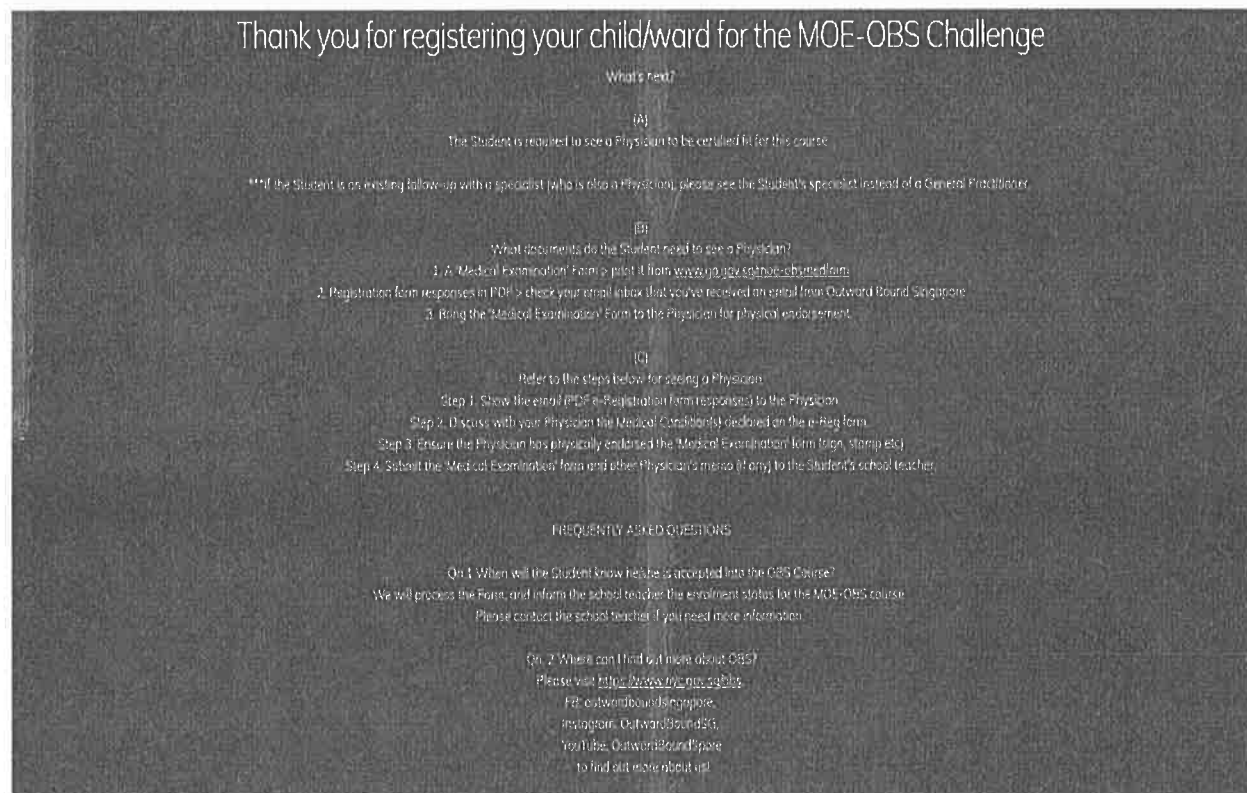 Thank you for registering your child/ward for the MOE-OBS Challenge
What's next?
(A)
The Student is required to see a Physician to be certified fit for this course
***If the Student is on existing follow-up with a specialist (who is also a Physician), please see the Student's specialist instead of a General Practitioner
(B)
What documents do the Student need to see a Physician?
1. A 'Medical Examination' Form > print it from
2. Registration form responses in PDF > check your email inbox that you've received an email from Outward Bound Singapore
3. Bring the 'Medical Examination' Form to the Physician for physical endorsement.
(C)
Refer to the steps below for seeing a Physician
Step 1. Show the email (PDF e-Registration form responses) to the Physician
Step 2. Discuss with your Physician the Medical Condition(s) declared on the e-Reg form.
Step 3. Ensure the Physician has physically endorsed the 'Medical Examination' form (sign, stamp etc)
Step 4. Submit the 'Medical Examination' form and other Physician's memo (if any) to the Student's school teacher.
FREQUENTLY ASKED QUESTIONS
Qn 1 When will the Student know he/she is accepted into the OBS Course?
We will process the Form, and inform the school teacher the enrolment status for the MOE-OBS course
Please contact the school teacher if you need more information.
Qn. 2 Where can I find out more about OBS?
Please visit https://www.nyc.gov.sg/obs,
FB: outwardboundsingapore,
Instagram: OutwardBoundSG,
YouTube: OutwardBoundSpore
to find out more about us!